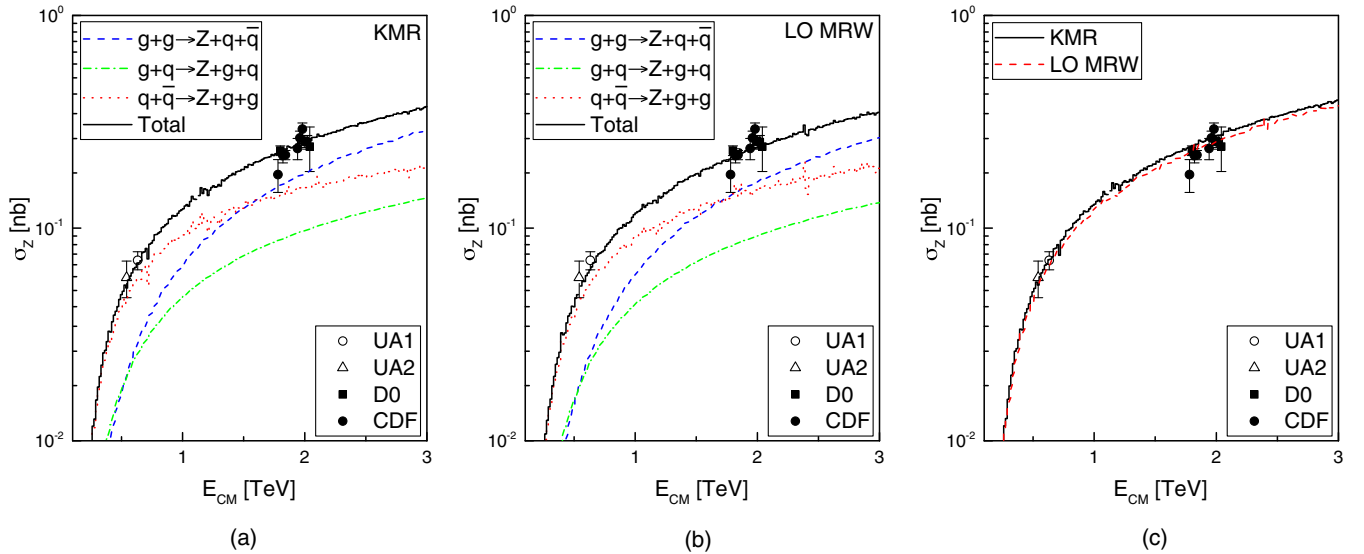 KMR
g+g→Z+q+q̅
g+q→Z+g+q
q+q̅→Z+g+g
Total
10⁰
10⁻¹
10⁻²
σ_Z [nb]
UA1
UA2
D0
CDF
1
2
3
E_CM [TeV]
(a)
LO MRW
g+g→Z+q+q̅
g+q→Z+g+q
q+q̅→Z+g+g
Total
10⁰
10⁻¹
10⁻²
σ_Z [nb]
UA1
UA2
D0
CDF
1
2
3
E_CM [TeV]
(b)
KMR
LO MRW
10⁰
10⁻¹
10⁻²
σ_Z [nb]
UA1
UA2
D0
CDF
1
2
3
E_CM [TeV]
(c)